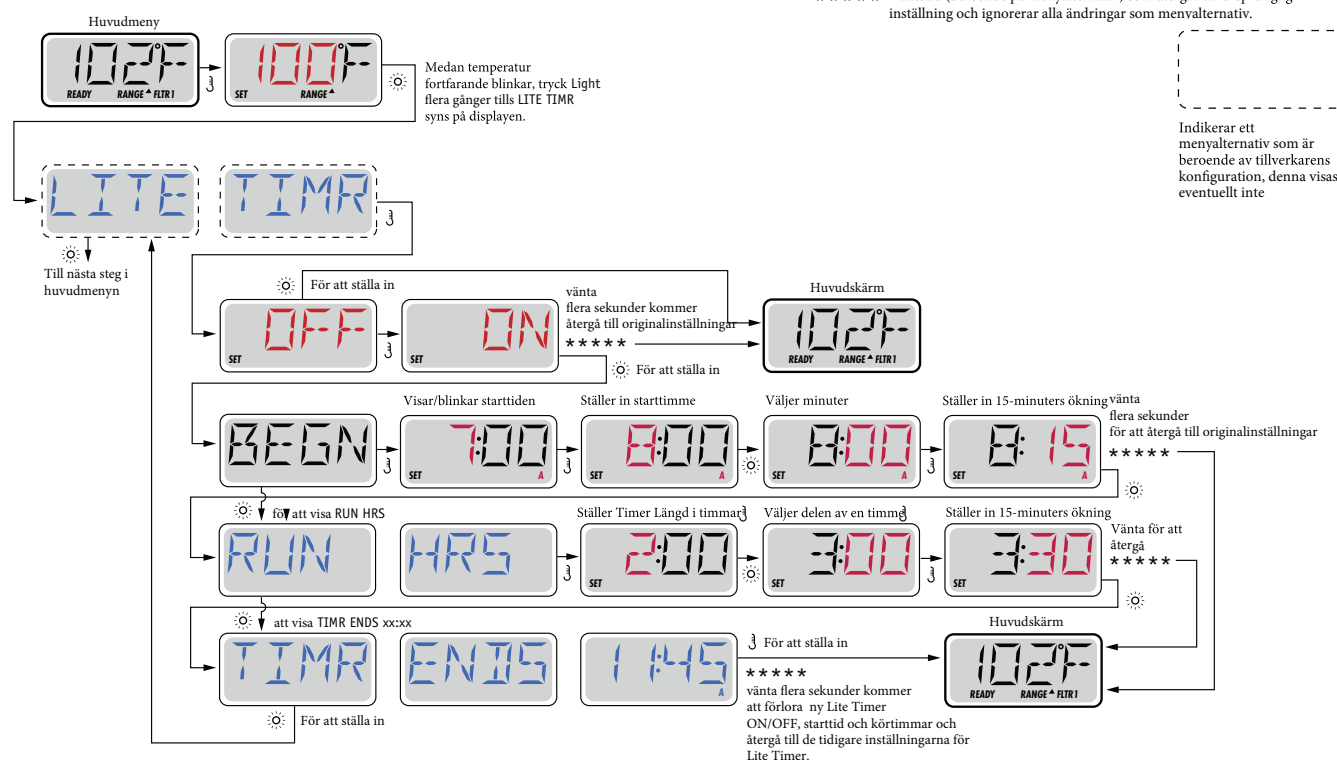 inställning och ignorerar alla ändringar som menyalternativ.
Huvudmeny
102°F
READY RANGE FLTR1
100°F
SET RANGE
Medan temperatur
fortfarande blinkar, tryck Light
flera gånger tills LITE TIMR
syns på displayen.
Indikerar ett
menyalternativ som är
beroende av tillverkarens
konfiguration, denna visas
eventuellt inte
LITE
TIMR
Till nästa steg i
huvudmenyn
För att ställa in
OFF
SET
ON
SET
vänta
flera sekunder kommer
återgå till originalinställningar
*****
Huvudskärm
102°F
READY RANGE FLTR1
För att ställa in
BEGN
Visar/blinkar starttiden
7:00
SET A
Ställer in starttimme
8:00
SET A
Väljer minuter
8:00
SET A
Ställer in 15-minuters ökning
8:15
SET A
vänta
flera sekunder
för att återgå till originalinställningar
*****
för att visa RUN HRS
RUN
HRS
Ställer Timer Längd i timmar
2:00
SET
Väljer delen av en timme
3:00
SET
Ställer in 15-minuters ökning
3:30
SET
Vänta för att
återgå
*****
att visa TIMR ENDS xx:xx
TIMR
ENDS
11:45
A
För att ställa in
*****
vänta flera sekunder kommer
att förlora ny Lite Timer
ON/OFF, starttid och körtimmar och
återgå till de tidigare inställningarna för
Lite Timer.
Huvudskärm
102°F
READY RANGE FLTR1
För att ställa in